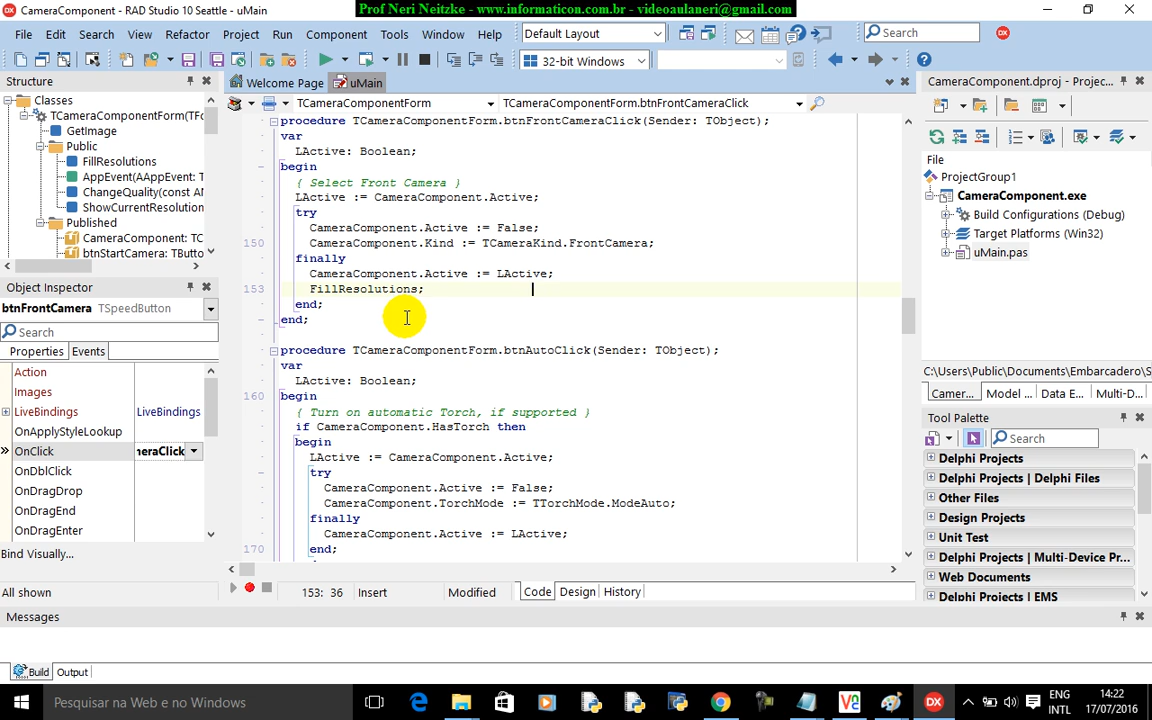 CameraComponent - RAD Studio 10 Seattle - uMain
Prof Neri Neitzke - www.informaticon.com.br - videoaulaneri@gmail.com
File Edit Search View Refactor Project Run Component Tools Window Help
Default Layout
Search
32-bit Windows
Structure
Classes
TCameraComponentForm(TFo
GetImage
Public
FillResolutions
AppEvent(AAppEvent: T
ChangeQuality(const AN
ShowCurrentResolution
Published
CameraComponent: TC
btnStartCamera: TButto
Object Inspector
btnFrontCamera TSpeedButton
Search
Properties Events
Action
Images
LiveBindings LiveBindings
OnApplyStyleLookup
OnClick neraClick
OnDblClick
OnDragDrop
OnDragEnd
OnDragEnter
Bind Visually...
All shown
Welcome Page uMain
TCameraComponentForm TCameraComponentForm.btnFrontCameraClick
procedure TCameraComponentForm.btnFrontCameraClick(Sender: TObject);
var
LActive: Boolean;
begin
{ Select Front Camera }
LActive := CameraComponent.Active;
try
CameraComponent.Active := False;
150 CameraComponent.Kind := TCameraKind.FrontCamera;
finally
CameraComponent.Active := LActive;
153 FillResolutions;
end;
end;
procedure TCameraComponentForm.btnAutoClick(Sender: TObject);
var
LActive: Boolean;
160 begin
{ Turn on automatic Torch, if supported }
if CameraComponent.HasTorch then
begin
LActive := CameraComponent.Active;
try
CameraComponent.Active := False;
CameraComponent.TorchMode := TTorchMode.ModeAuto;
finally
CameraComponent.Active := LActive;
170 end;
153: 36 Insert Modified Code Design History
CameraComponent.dproj - Projec...
File
ProjectGroup1
CameraComponent.exe
Build Configurations (Debug)
Target Platforms (Win32)
uMain.pas
C:\Users\Public\Documents\Embarcadero\S
Camer... Model ... Data E... Multi-D...
Tool Palette
Search
Delphi Projects
Delphi Projects | Delphi Files
Other Files
Design Projects
Unit Test
Delphi Projects | Multi-Device Pr...
Web Documents
Delphi Projects | EMS
Messages
Build Output
Pesquisar na Web e no Windows
ENG
INTL
14:22
17/07/2016